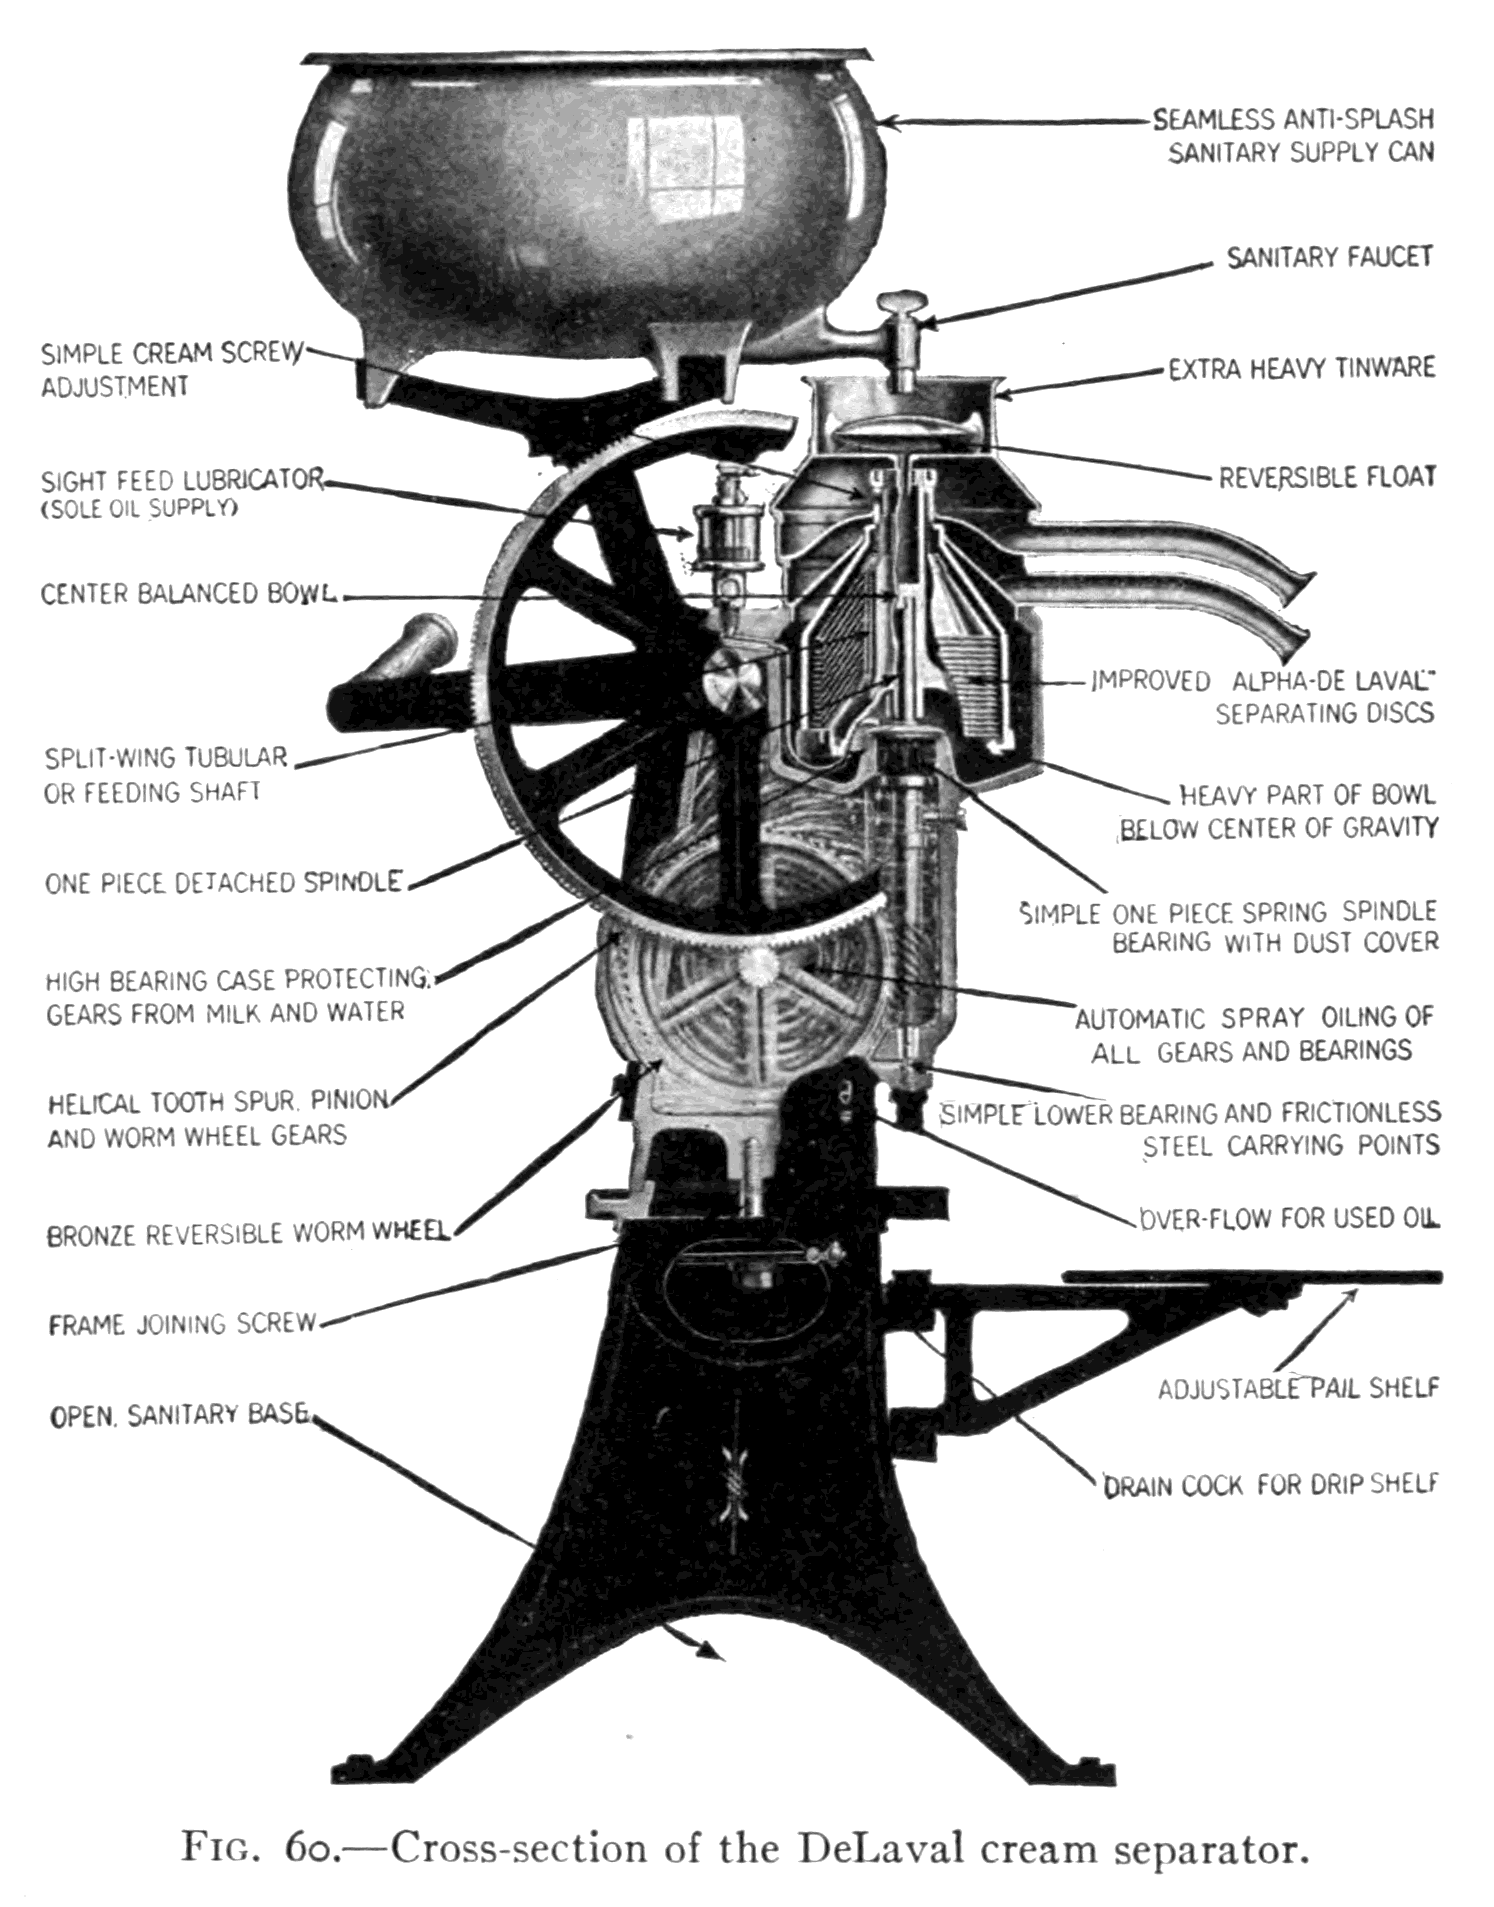 SEAMLESS ANTI-SPLASH
SANITARY SUPPLY CAN
SANITARY FAUCET
EXTRA HEAVY TINWARE
REVERSIBLE FLOAT
IMPROVED ALPHA-DE LAVAL
SEPARATING DISCS
HEAVY PART OF BOWL
BELOW CENTER OF GRAVITY
SIMPLE ONE PIECE SPRING SPINDLE
BEARING WITH DUST COVER
AUTOMATIC SPRAY OILING OF
ALL GEARS AND BEARINGS
SIMPLE LOWER BEARING AND FRICTIONLESS
STEEL CARRYING POINTS
OVER-FLOW FOR USED OIL
ADJUSTABLE PAIL SHELF
DRAIN COCK FOR DRIP SHELF
SIMPLE CREAM SCREW
ADJUSTMENT
SIGHT FEED LUBRICATOR
(SOLE OIL SUPPLY)
CENTER BALANCED BOWL
SPLIT-WING TUBULAR
OR FEEDING SHAFT
ONE PIECE DETACHED SPINDLE
HIGH BEARING CASE PROTECTING
GEARS FROM MILK AND WATER
HELICAL TOOTH SPUR, PINION
AND WORM WHEEL GEARS
BRONZE REVERSIBLE WORM WHEEL
FRAME JOINING SCREW
OPEN, SANITARY BASE
FIG. 60.—Cross-section of the DeLaval cream separator.